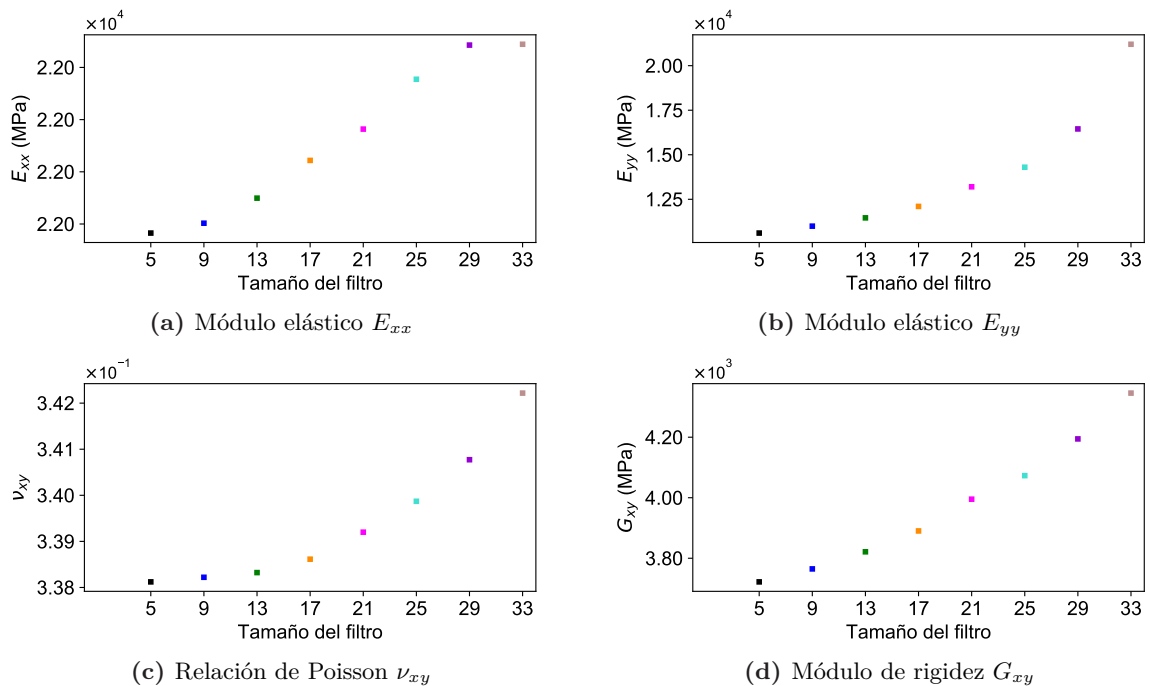 ×10⁴
2.20
2.20
2.20
2.20
E_xx (MPa)
5 9 13 17 21 25 29 33
Tamaño del filtro
(a) Módulo elástico E_xx
×10⁴
2.00
1.75
1.50
1.25
E_yy (MPa)
5 9 13 17 21 25 29 33
Tamaño del filtro
(b) Módulo elástico E_yy
×10⁻¹
3.42
3.41
3.40
3.39
3.38
ν_xy
5 9 13 17 21 25 29 33
Tamaño del filtro
(c) Relación de Poisson ν_xy
×10³
4.20
4.00
3.80
G_xy (MPa)
5 9 13 17 21 25 29 33
Tamaño del filtro
(d) Módulo de rigidez G_xy